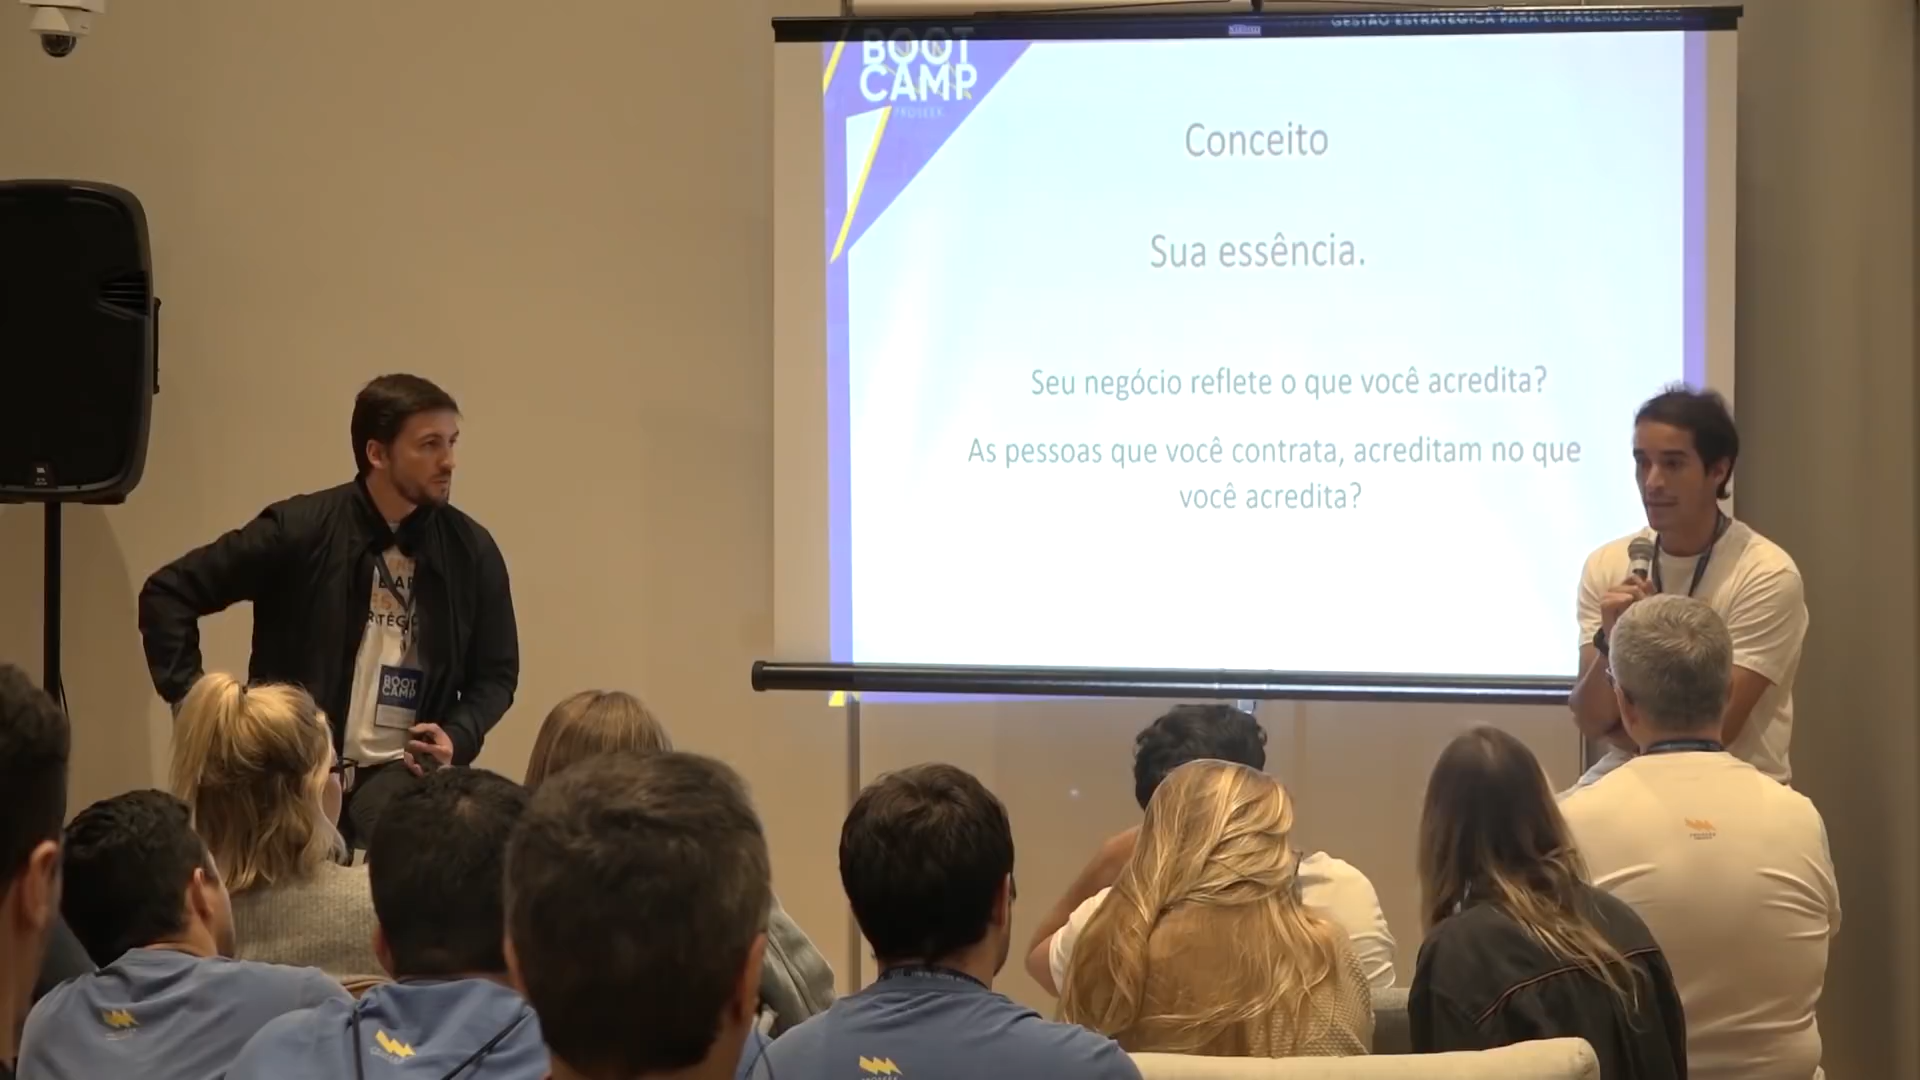 GESTÃO ESTRATÉGICA PARA EMPREENDEDORES
BOOT
CAMP
PROSEEK
Conceito
Sua essência.
Seu negócio reflete o que você acredita?
As pessoas que você contrata, acreditam no que
você acredita?
BOOT
CAMP